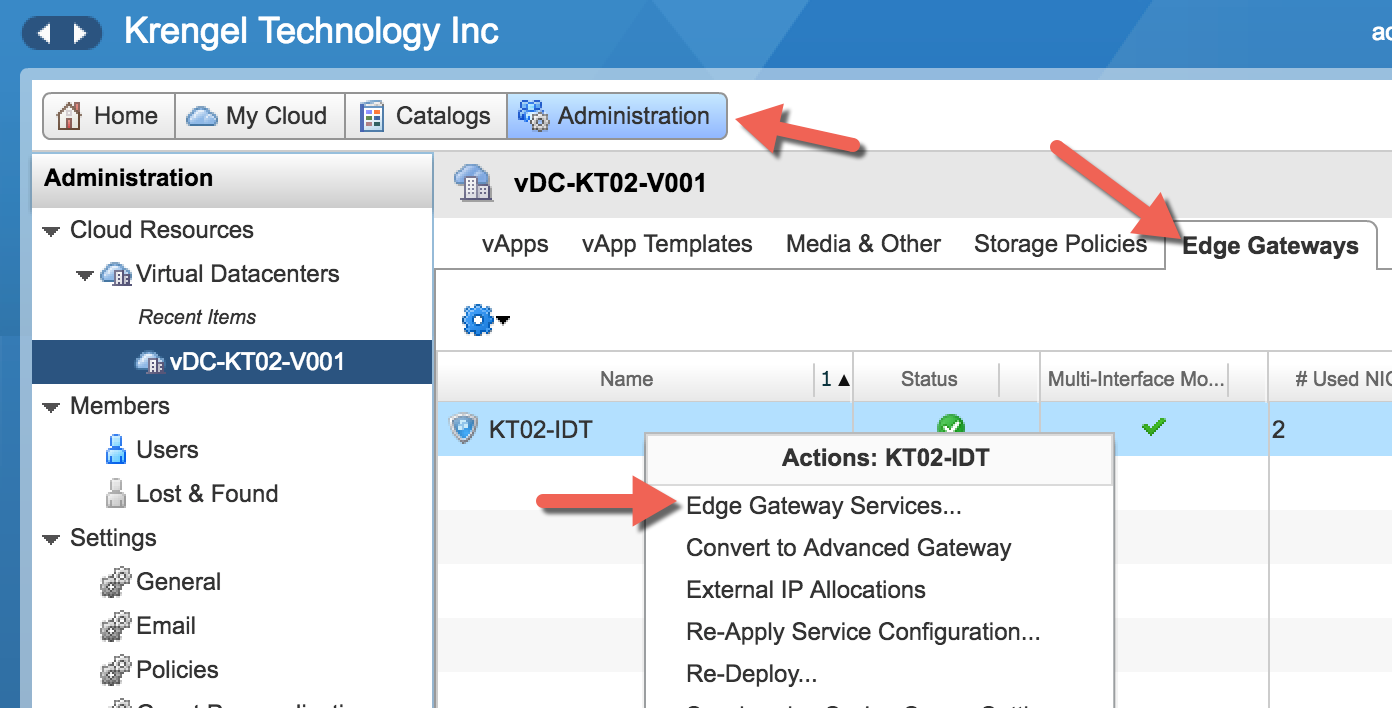 Krengel Technology Inc
Home My Cloud Catalogs Administration
Administration
Cloud Resources
Virtual Datacenters
Recent Items
vDC-KT02-V001
Members
Users
Lost & Found
Settings
General
Email
Policies
vDC-KT02-V001
vApps vApp Templates Media & Other Storage Policies Edge Gateways
Name 1 ▲ Status Multi-Interface Mo... # Used NIC
KT02-IDT 2
Actions: KT02-IDT
Edge Gateway Services...
Convert to Advanced Gateway
External IP Allocations
Re-Apply Service Configuration...
Re-Deploy...